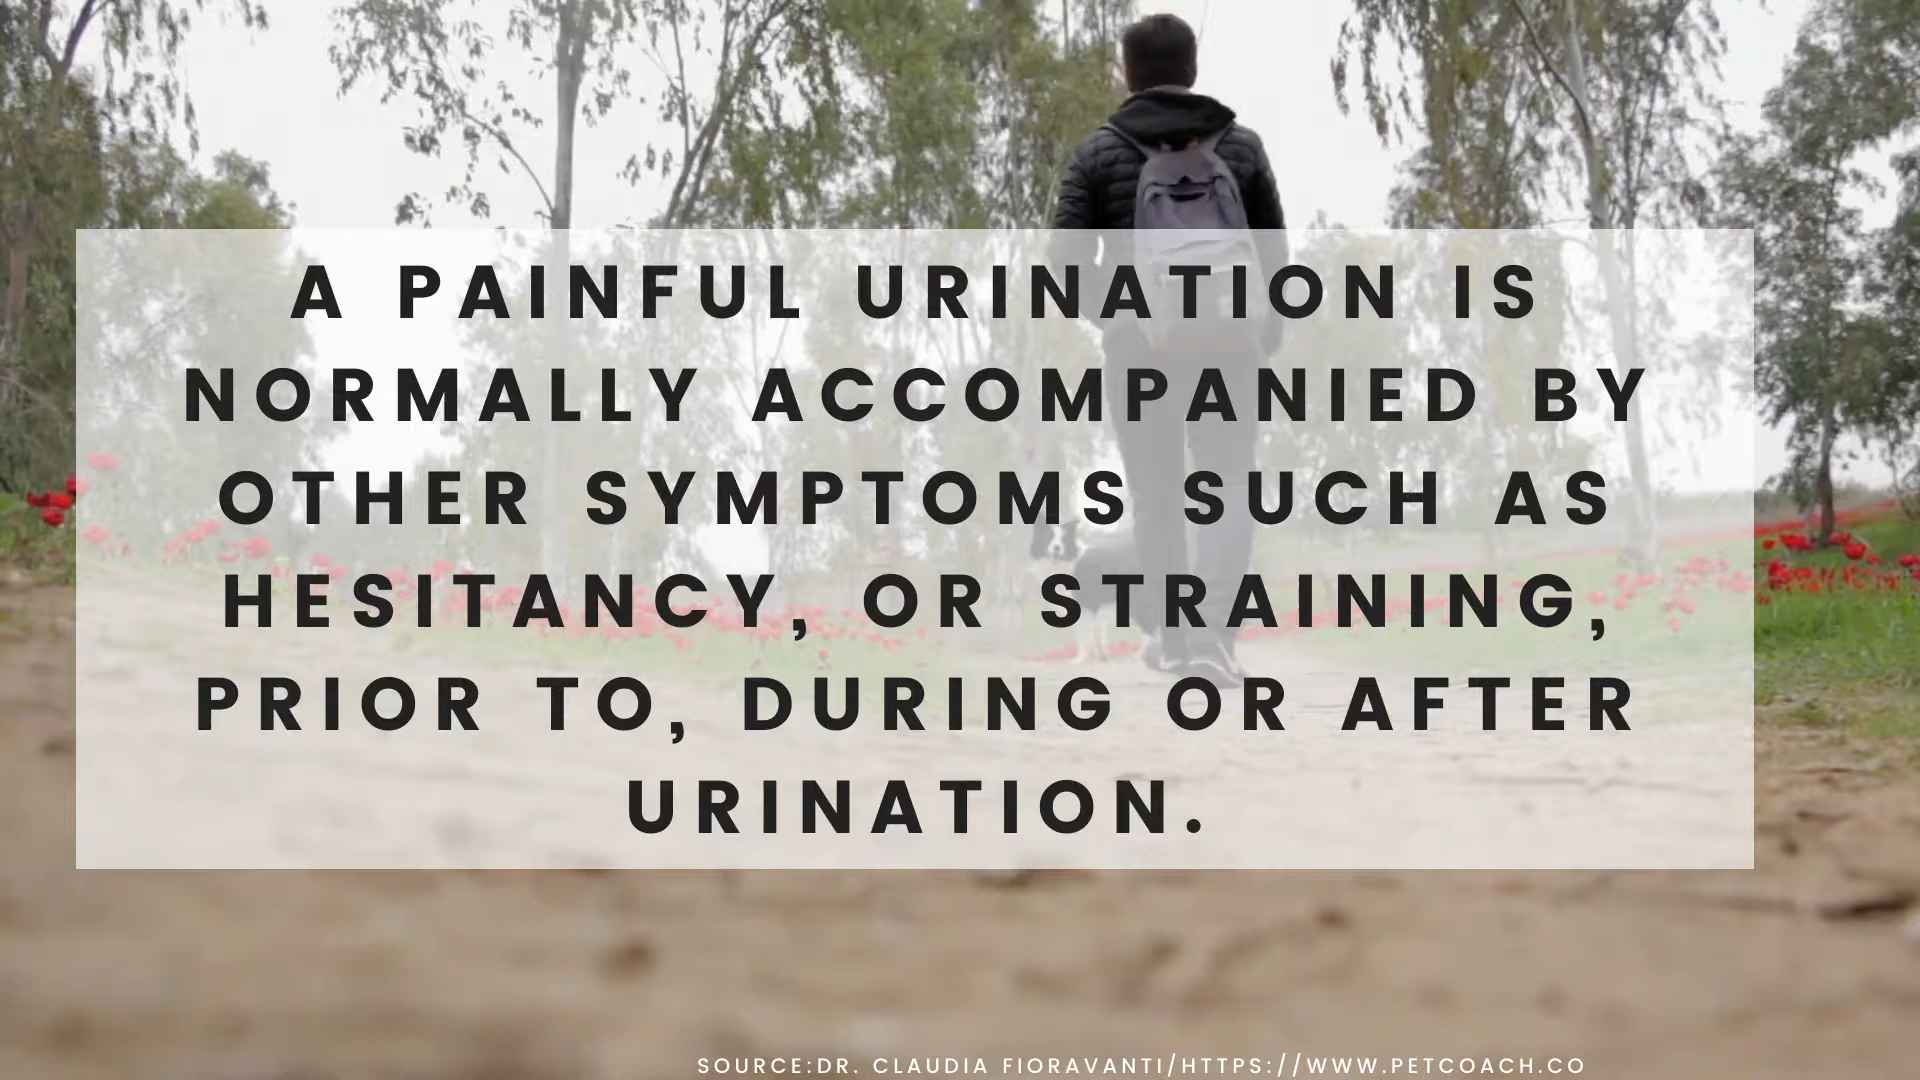 A PAINFUL URINATION IS
NORMALLY ACCOMPANIED BY
OTHER SYMPTOMS SUCH AS
HESITANCY, OR STRAINING,
PRIOR TO, DURING OR AFTER
URINATION.
SOURCE:DR. CLAUDIA FIORAVANTI/HTTPS://WWW.PETCOACH.CO